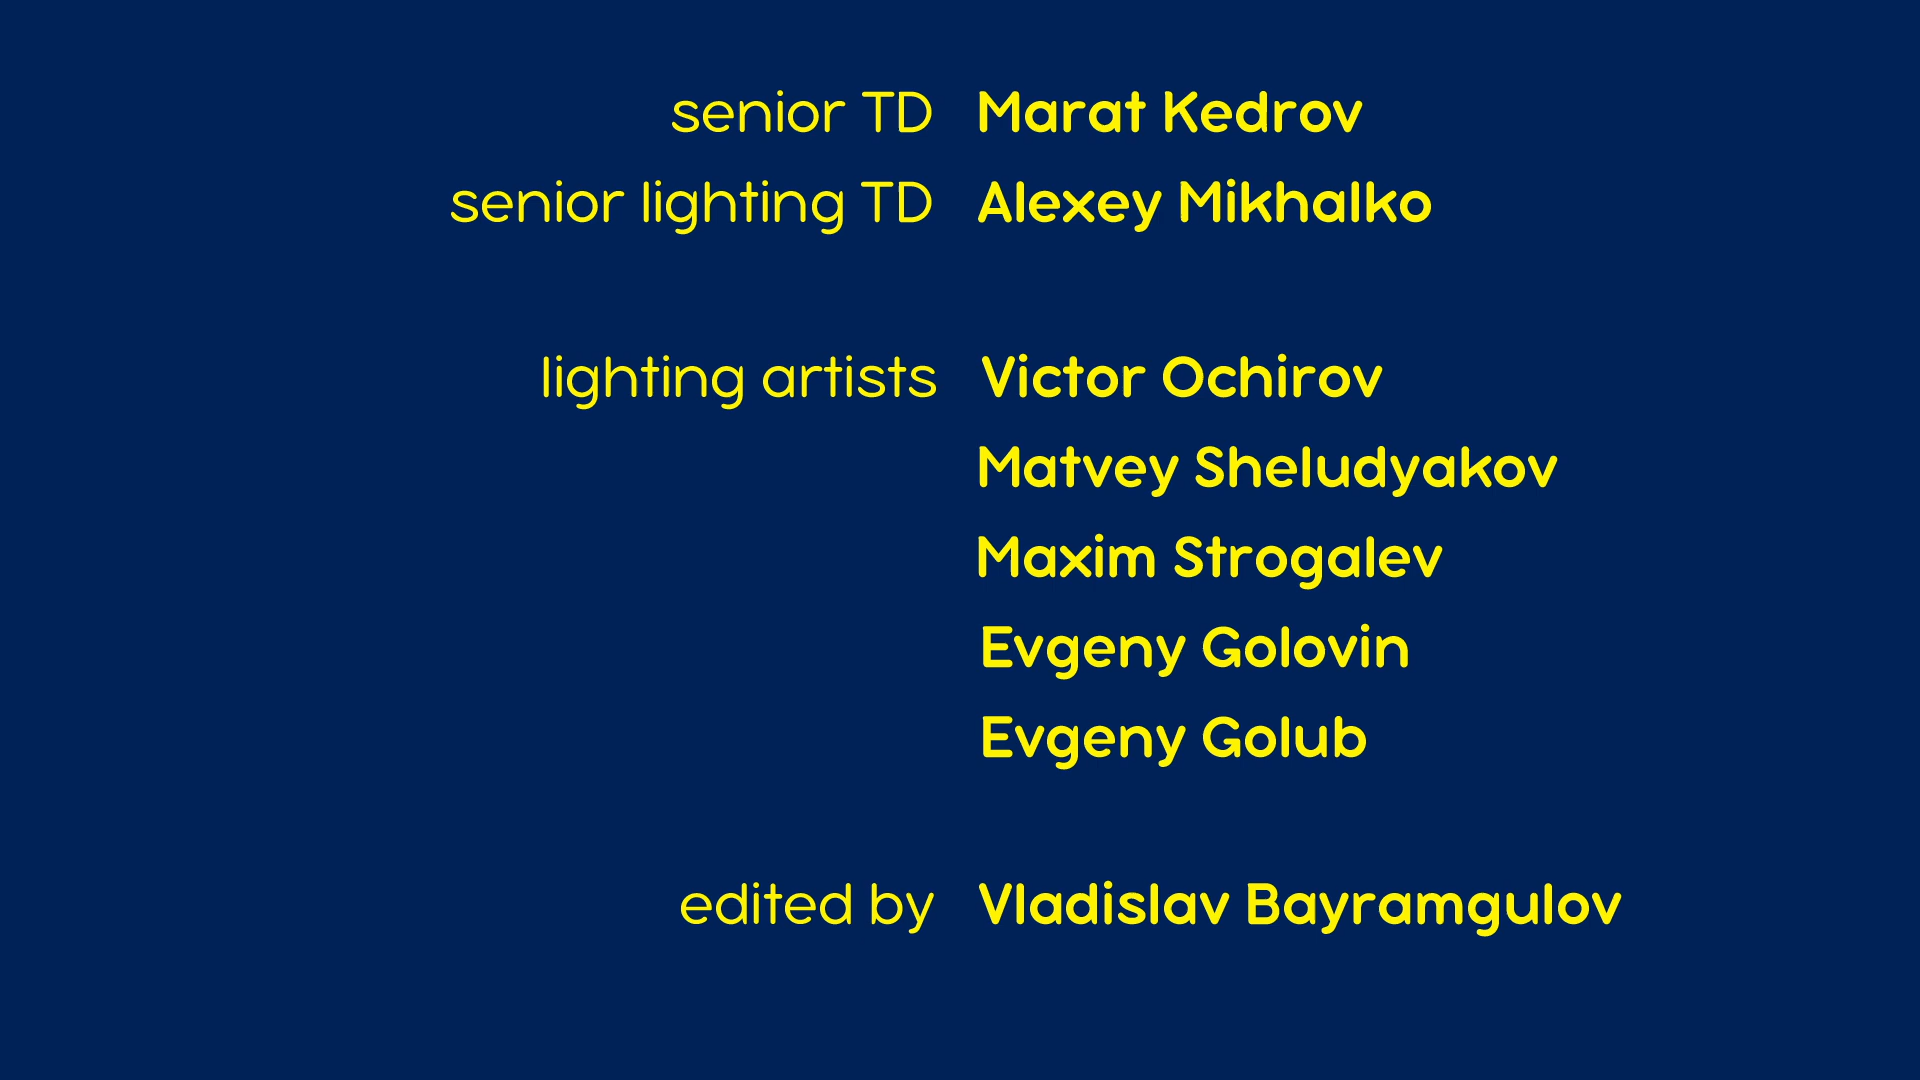 senior TD Marat Kedrov
senior lighting TD Alexey Mikhalko
lighting artists Victor Ochirov
Matvey Sheludyakov
Maxim Strogalev
Evgeny Golovin
Evgeny Golub
edited by Vladislav Bayramgulov